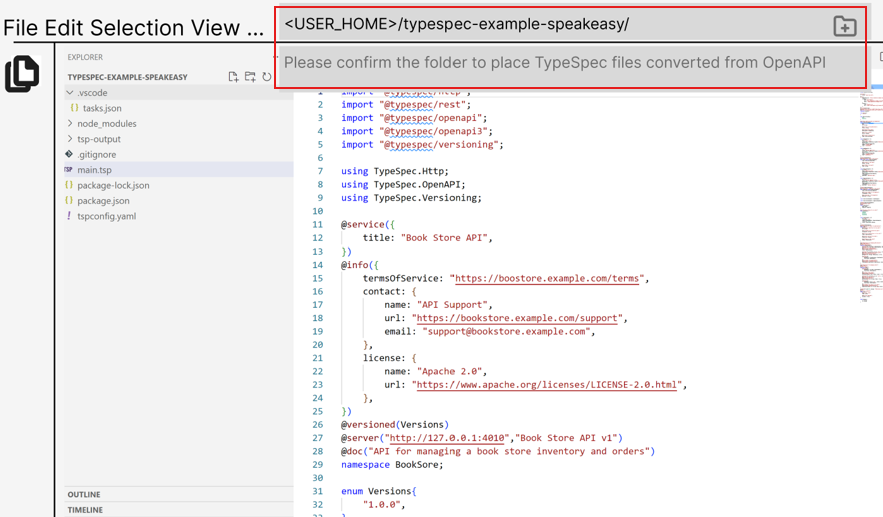 File Edit Selection View ...
<USER_HOME>/typespec-example-speakeasy/
Please confirm the folder to place TypeSpec files converted from OpenAPI
EXPLORER
TYPESPEC-EXAMPLE-SPEAKEASY
.vscode
{} tasks.json
node_modules
tsp-output
.gitignore
TSP main.tsp
{} package-lock.json
{} package.json
! tspconfig.yaml
OUTLINE
TIMELINE
import "@typespec/http";
2 import "@typespec/rest";
3 import "@typespec/openapi";
4 import "@typespec/openapi3";
5 import "@typespec/versioning";
6
7 using TypeSpec.Http;
8 using TypeSpec.OpenAPI;
9 using TypeSpec.Versioning;
10
11 @service({
12 title: "Book Store API",
13 })
14 @info({
15 termsOfService: "https://boostore.example.com/terms",
16 contact: {
17 name: "API Support",
18 url: "https://bookstore.example.com/support",
19 email: "support@bookstore.example.com",
20 },
21 license: {
22 name: "Apache 2.0",
23 url: "https://www.apache.org/licenses/LICENSE-2.0.html",
24 },
25 })
26 @versioned(Versions)
27 @server("http://127.0.0.1:4010","Book Store API v1")
28 @doc("API for managing a book store inventory and orders")
29 namespace BookSore;
30
31 enum Versions{
32 "1.0.0",
33 }